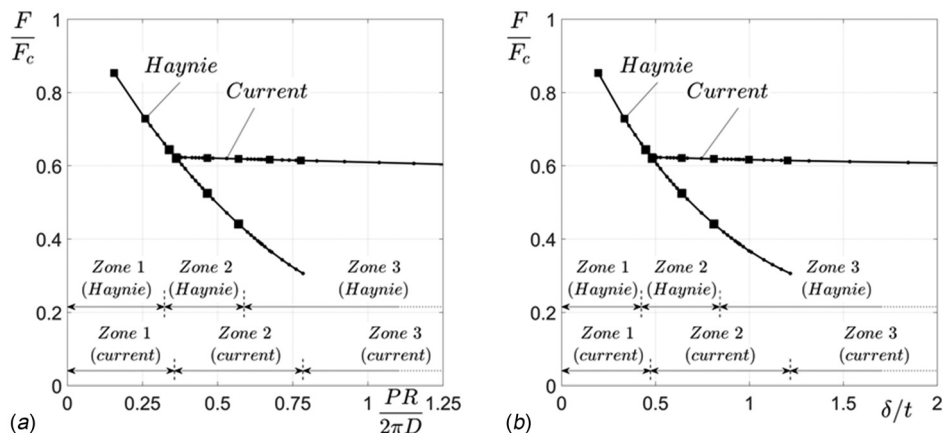 F
F_c
1
0.8
0.6
0.4
0.2
0
Haynie
Current
Zone 1
(Haynie)
Zone 2
(Haynie)
Zone 3
(Haynie)
Zone 1
(current)
Zone 2
(current)
Zone 3
(current)
0 0.25 0.5 0.75 1 1.25
PR
2πD
(a)
F
F_c
1
0.8
0.6
0.4
0.2
0
Haynie
Current
Zone 1
(Haynie)
Zone 2
(Haynie)
Zone 3
(Haynie)
Zone 1
(current)
Zone 2
(current)
Zone 3
(current)
0 0.5 1 1.5 2
δ/t
(b)